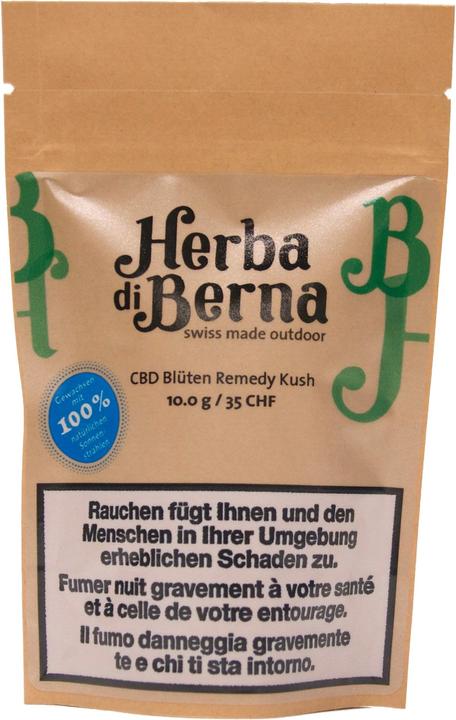 Herba
di Berna
swiss made outdoor
CBD Blüten Remedy Kush
10.0 g / 35 CHF
Gewachsen
mit
100%
natürlichen
Sonnen-
strahlen
Rauchen fügt Ihnen und den
Menschen in Ihrer Umgebung
erheblichen Schaden zu.
Fumer nuit gravement à votre santé
et à celle de votre entourage.
Il fumo danneggia gravemente
te e chi ti sta intorno.